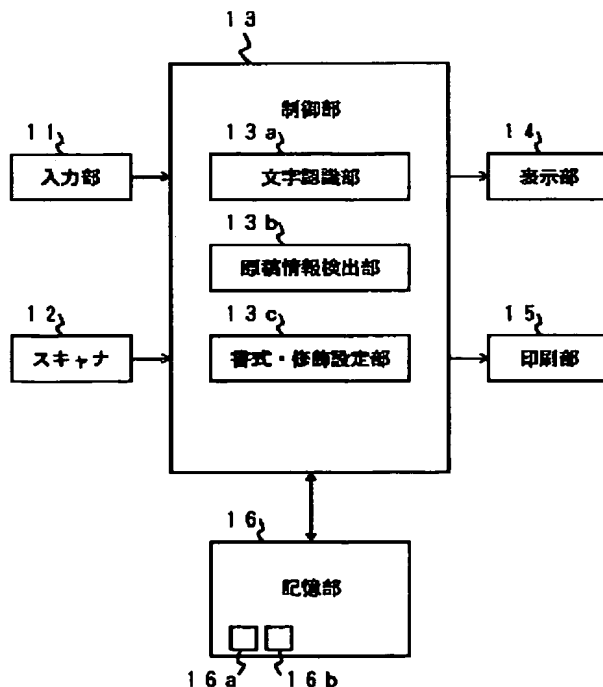 13
制御部
11
13a
14
入力部
文字認識部
表示部
13b
原稿情報検出部
12
13c
15
スキャナ
書式・修飾設定部
印刷部
16
記憶部
16a
16b